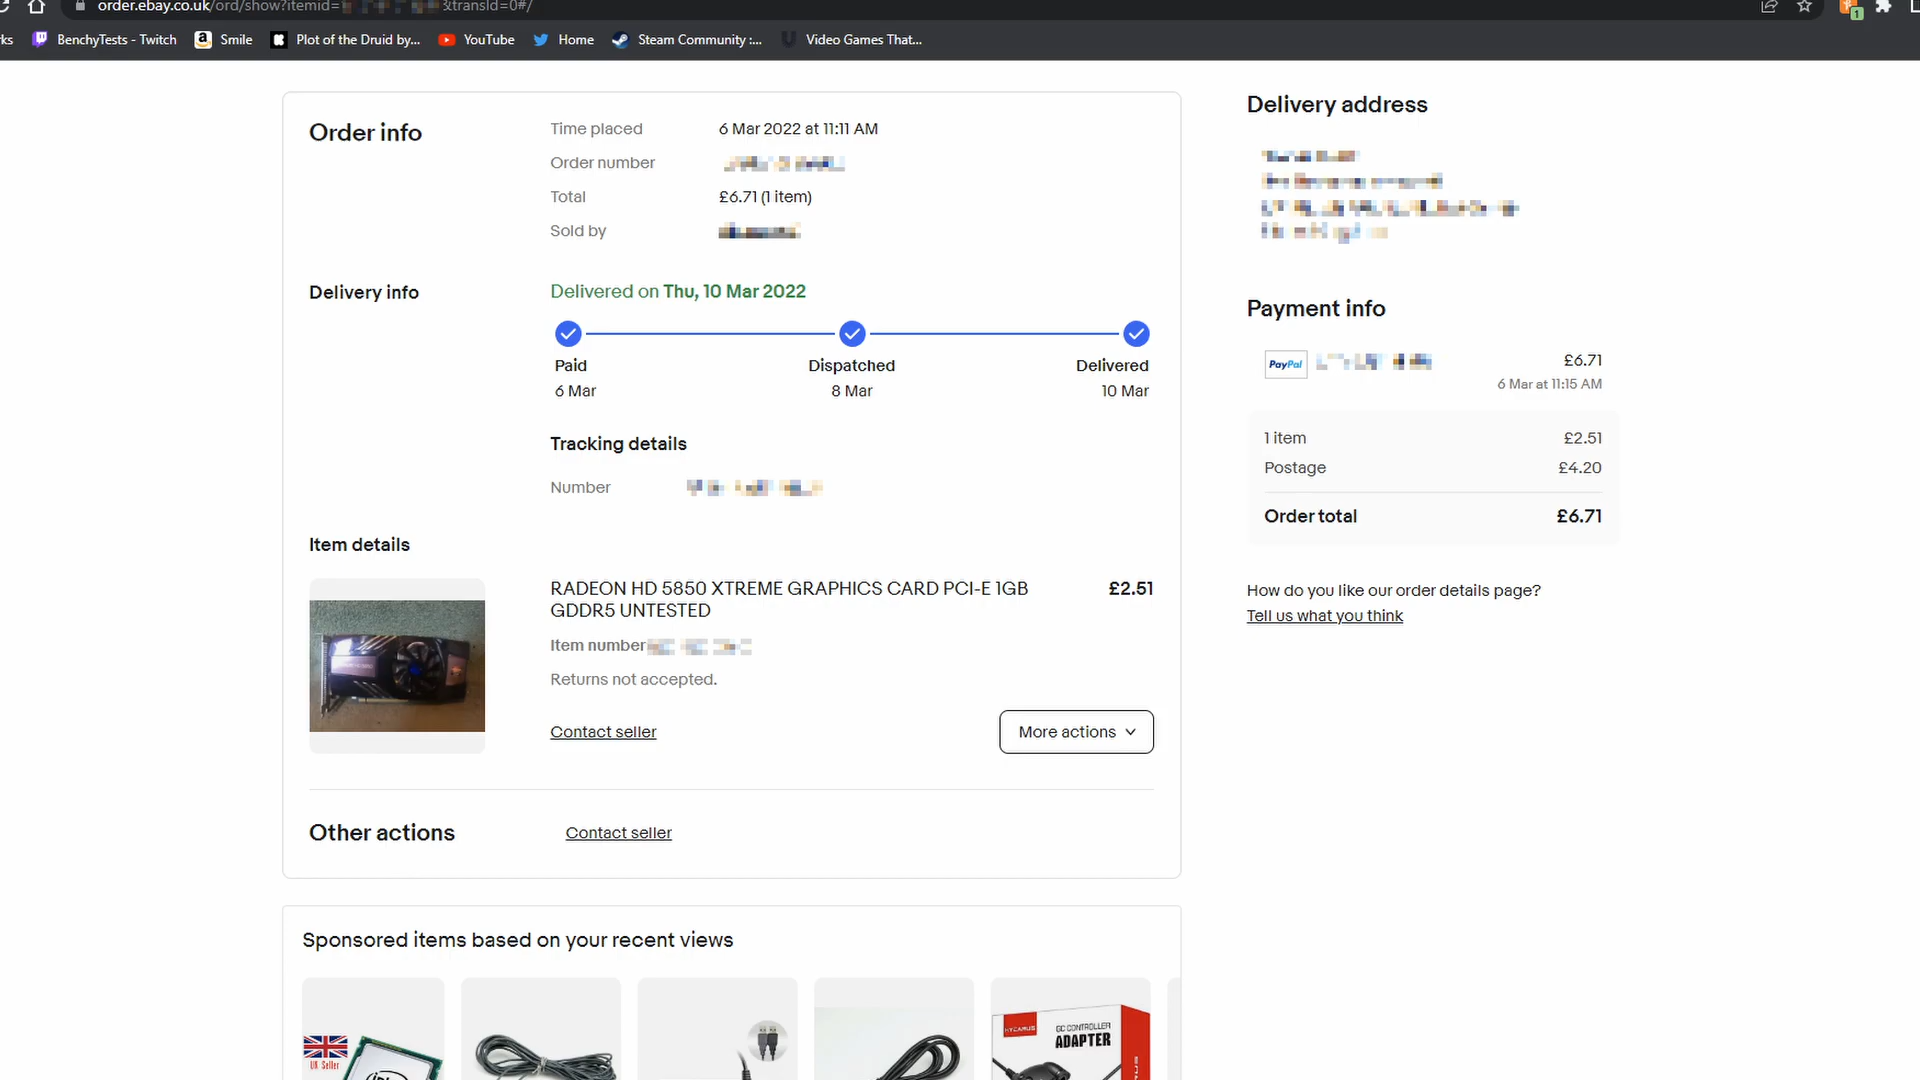 order.ebay.co.uk/ord/show?itemid=
&transId=0#/
1
ks
BenchyTests - Twitch
Smile
Plot of the Druid by...
YouTube
Home
Steam Community :...
Video Games That...
Order info
Time placed
6 Mar 2022 at 11:11 AM
Order number
Total
£6.71 (1 item)
Sold by
Delivery info
Delivered on Thu, 10 Mar 2022
Paid
6 Mar
Dispatched
8 Mar
Delivered
10 Mar
Tracking details
Number
Item details
RADEON HD 5850 XTREME GRAPHICS CARD PCI-E 1GB
GDDR5 UNTESTED
£2.51
Item number
Returns not accepted.
Contact seller
More actions
Other actions
Contact seller
Sponsored items based on your recent views
UK Seller
HYCARUS
GC CONTROLLER
ADAPTER
Delivery address
Payment info
PayPal
£6.71
6 Mar at 11:15 AM
1 item
£2.51
Postage
£4.20
Order total
£6.71
How do you like our order details page?
Tell us what you think